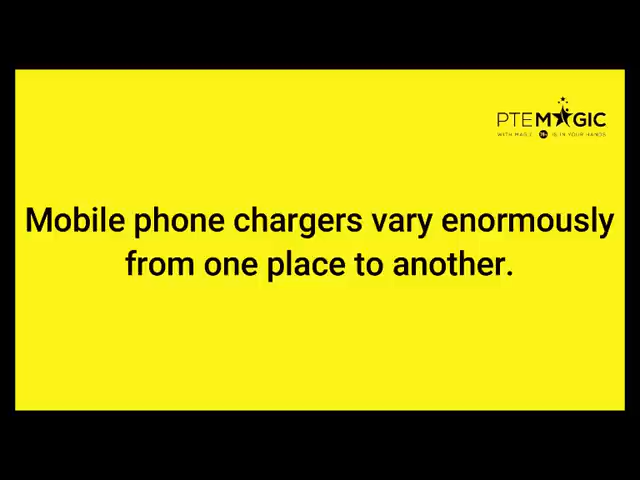 PTEMAGIC
Mobile phone chargers vary enormously
from one place to another.